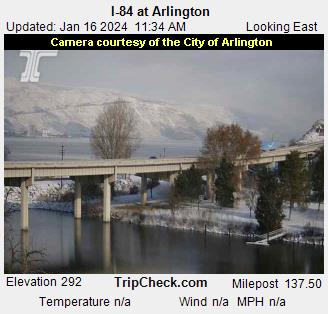 I-84 at Arlington
Updated: Jan 16 2024 11:34 AM Looking East
Camera courtesy of the City of Arlington
Elevation 292 TripCheck.com Milepost 137.50
Temperature n/a Wind n/a MPH n/a